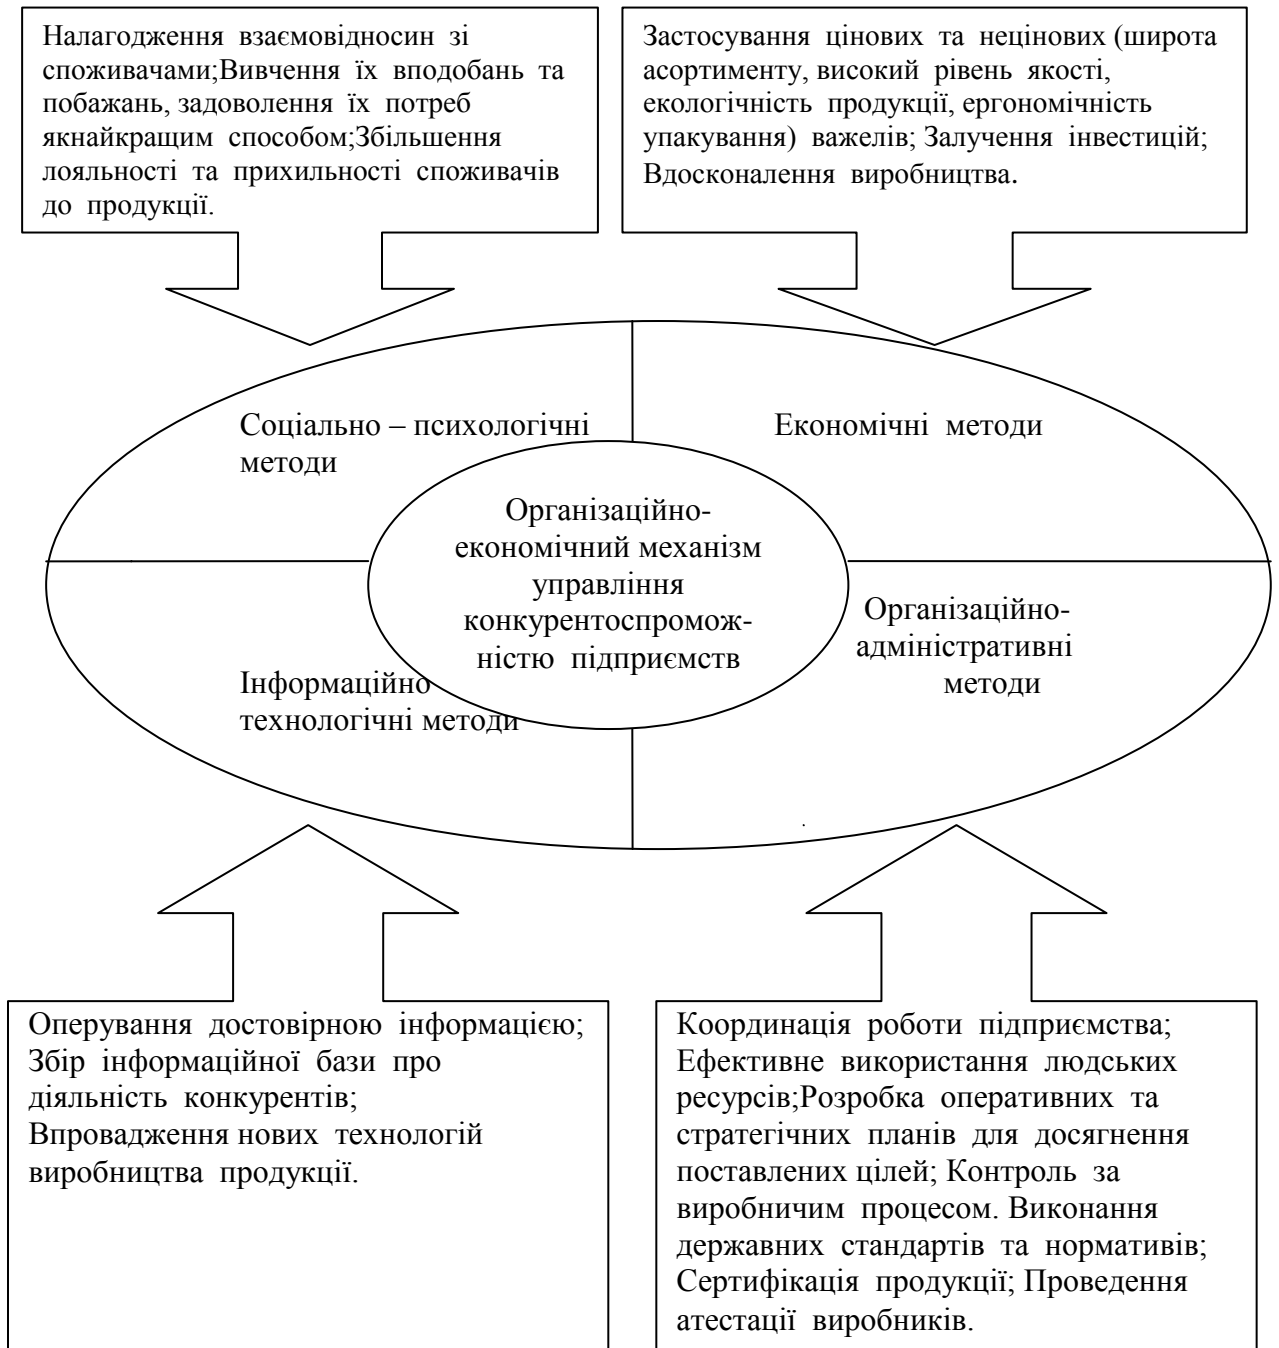 Налагодження взаємовідносин зі
споживачами;Вивчення їх вподобань та
побажань, задоволення їх потреб
якнайкращим способом;Збільшення
лояльності та прихильності споживачів
до продукції.
Застосування цінових та нецінових (широта
асортименту, високий рівень якості,
екологічність продукції, ергономічність
упакування) важелів; Залучення інвестицій;
Вдосконалення виробництва.
Соціально – психологічні
методи
Економічні методи
Організаційно-
економічний механізм
управління
конкурентоспромож-
ністю підприємств
Інформаційно
технологічні методи
Організаційно-
адміністративні
методи
Оперування достовірною інформацією;
Збір інформаційної бази про
діяльність конкурентів;
Впровадження нових технологій
виробництва продукції.
Координація роботи підприємства;
Ефективне використання людських
ресурсів;Розробка оперативних та
стратегічних планів для досягнення
поставлених цілей; Контроль за
виробничим процесом. Виконання
державних стандартів та нормативів;
Сертифікація продукції; Проведення
атестації виробників.